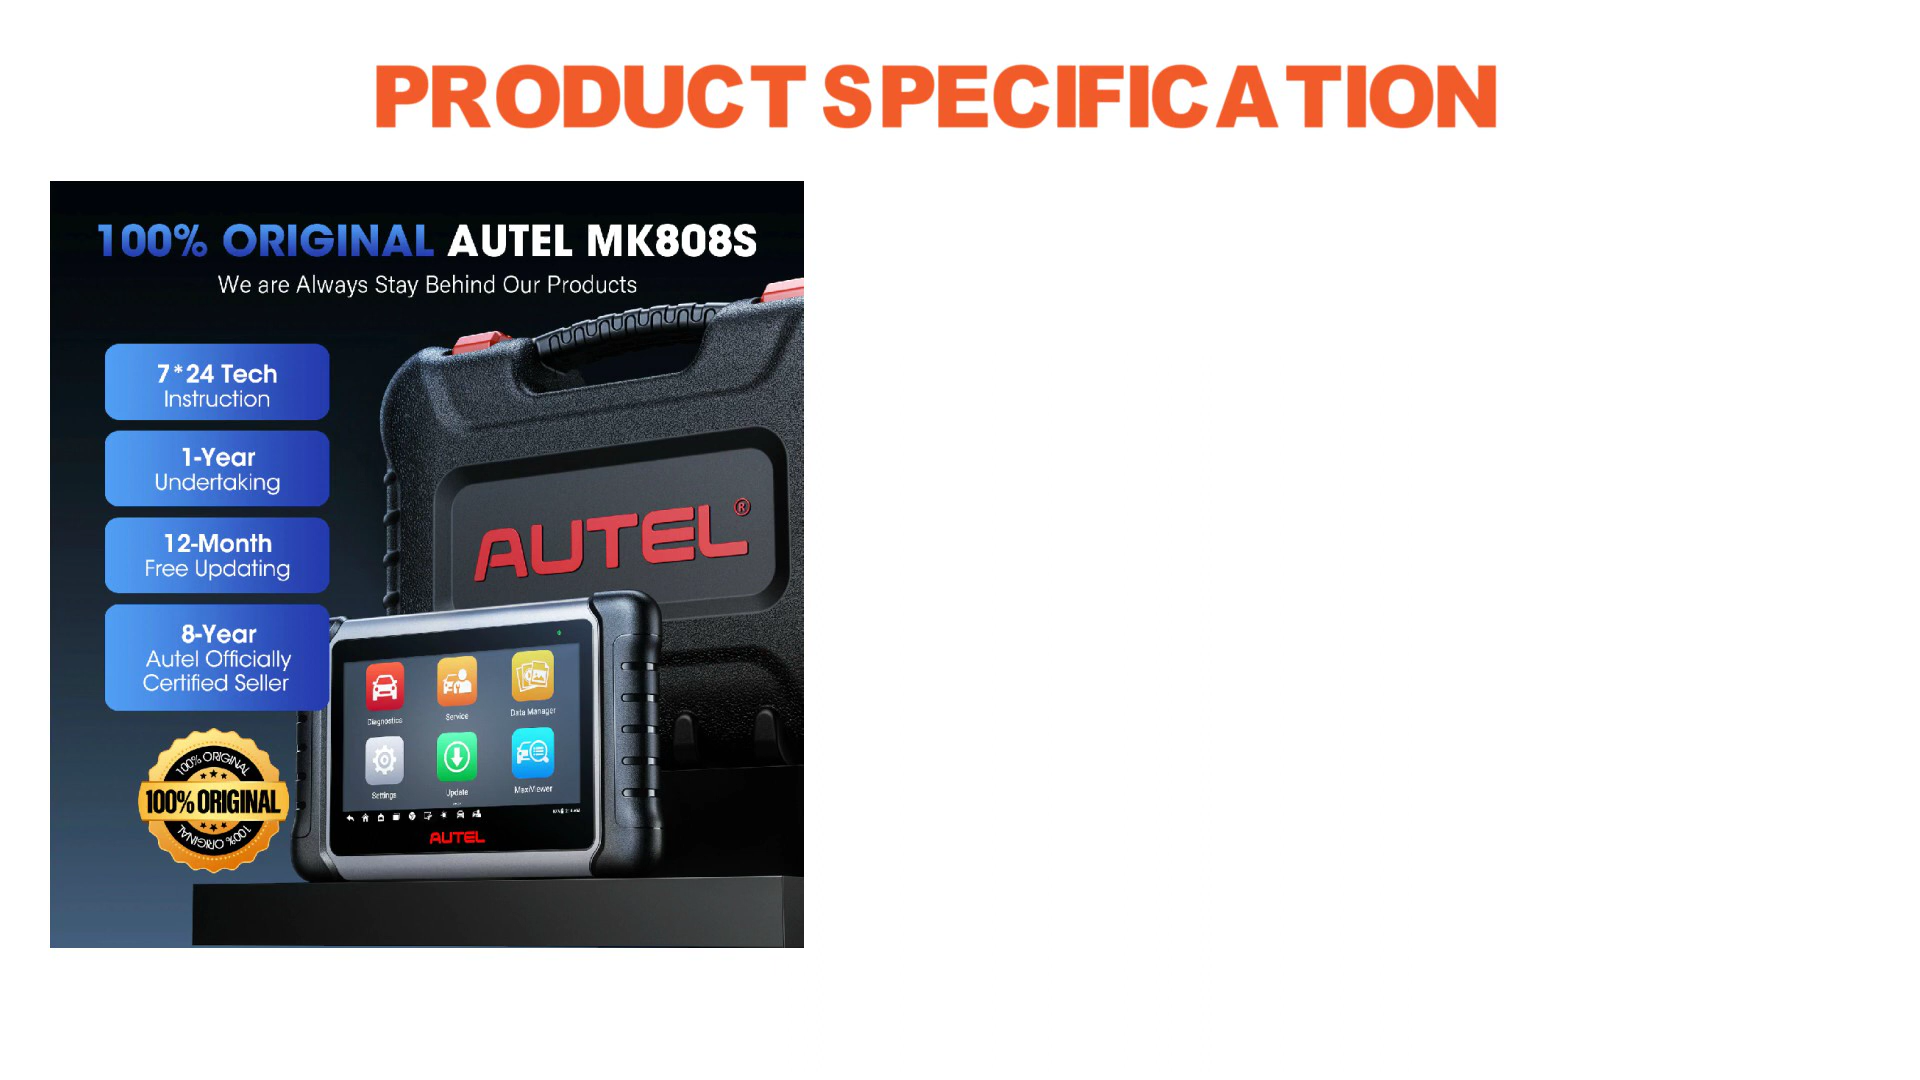 PRODUCT SPECIFICATION
100% ORIGINAL AUTEL MK808S
We are Always Stay Behind Our Products
7*24 Tech
Instruction
1-Year
Undertaking
12-Month
Free Updating
8-Year
Autel Officially
Certified Seller
100% ORIGINAL
100% ORIGINAL
100% ORIGINAL
AUTEL®
Diagnostics
Service
Data Manager
Settings
Update
MaxiViewer
AUTEL